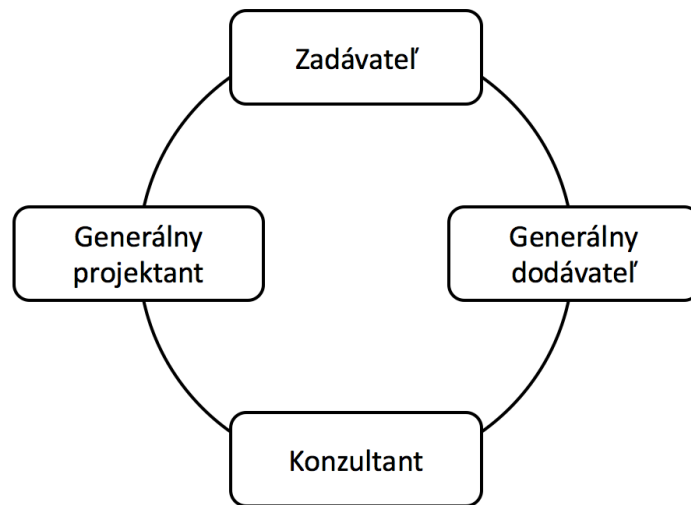 Zadávateľ
Generálny
projektant
Generálny
dodávateľ
Konzultant